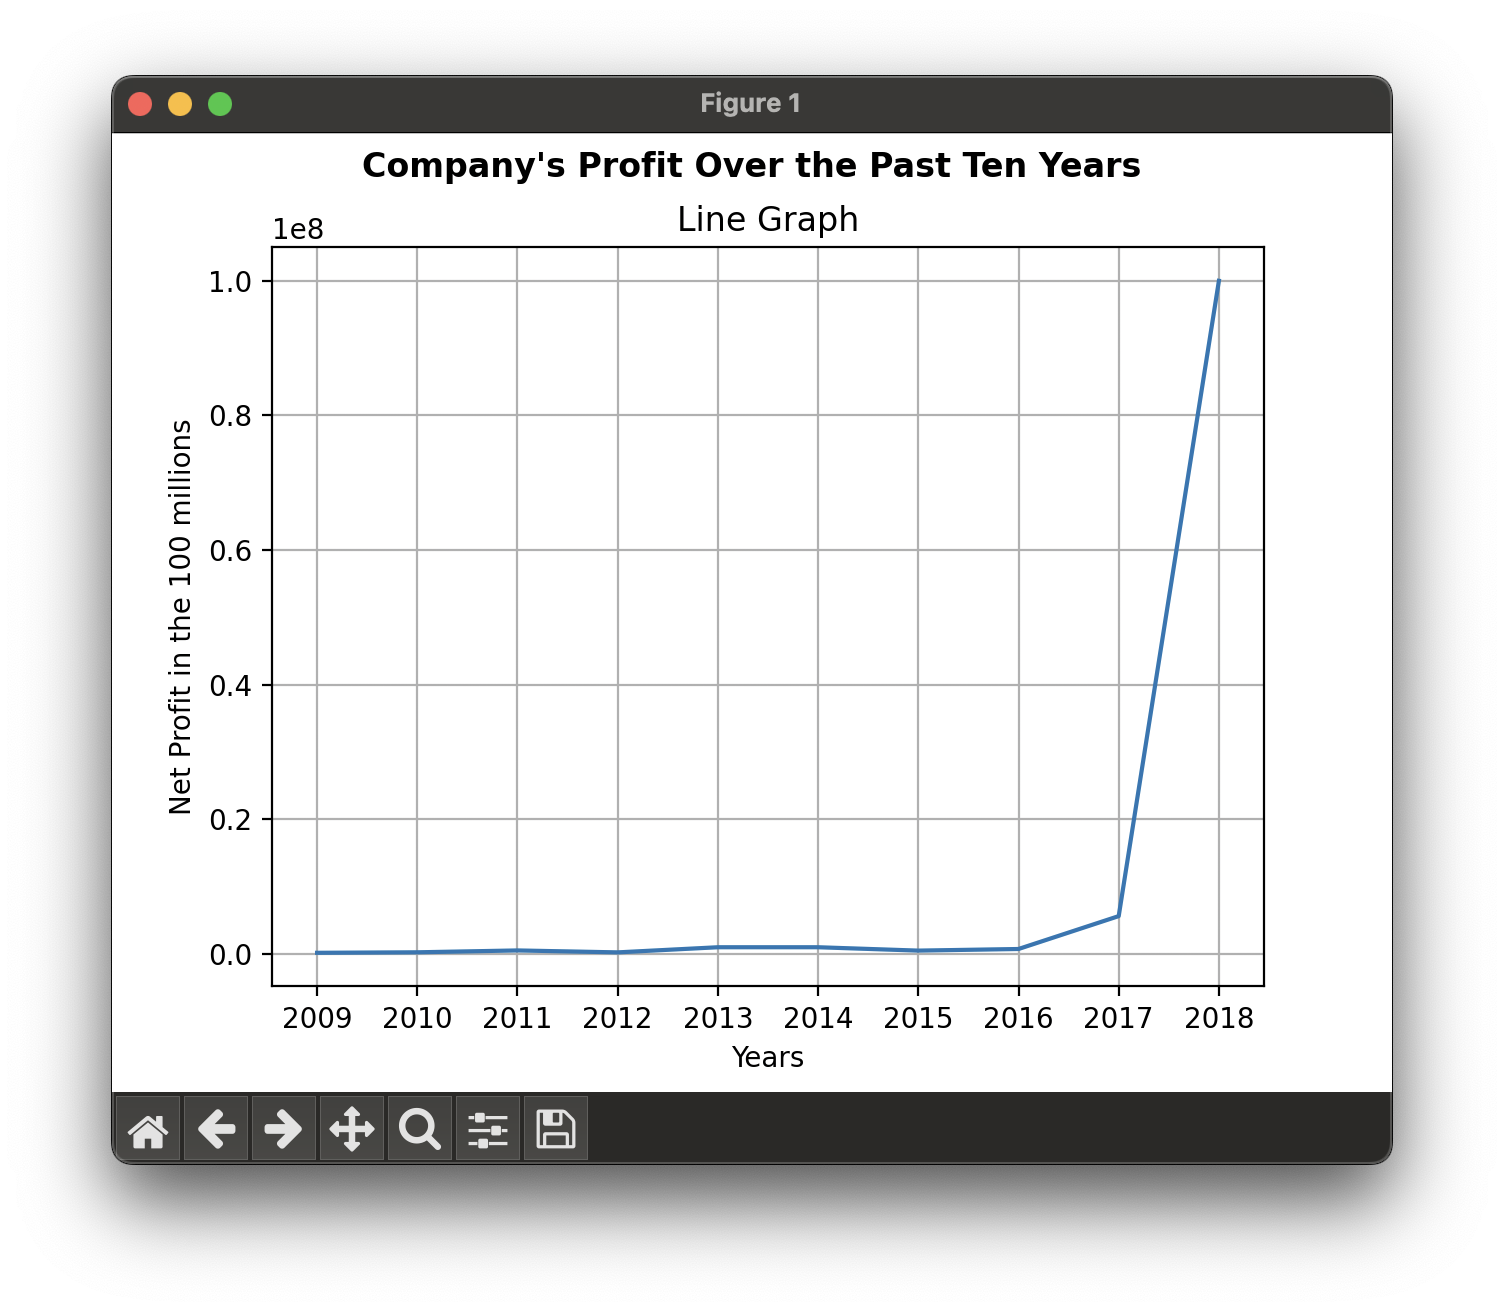 Figure 1
Company's Profit Over the Past Ten Years
Line Graph
1e8
1.0
0.8
0.6
0.4
0.2
0.0
Net Profit in the 100 millions
2009 2010 2011 2012 2013 2014 2015 2016 2017 2018
Years